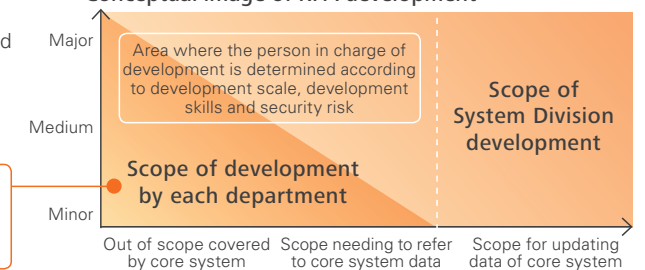 d
Major
Area where the person in charge of
development is determined according
to development scale, development
skills and security risk
Scope of
System Division
development
Medium
Scope of development
by each department
Minor
Out of scope covered
by core system
Scope needing to refer
to core system data
Scope for updating
data of core system